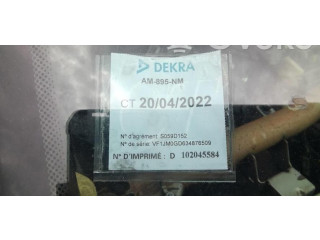 DEKRA
AM-895-NM
CT 20/04/2022
N° d'agrément : S059D152
N° de série: VF1JM0G0634876509
N° D'IMPRIMÉ : D 102045584